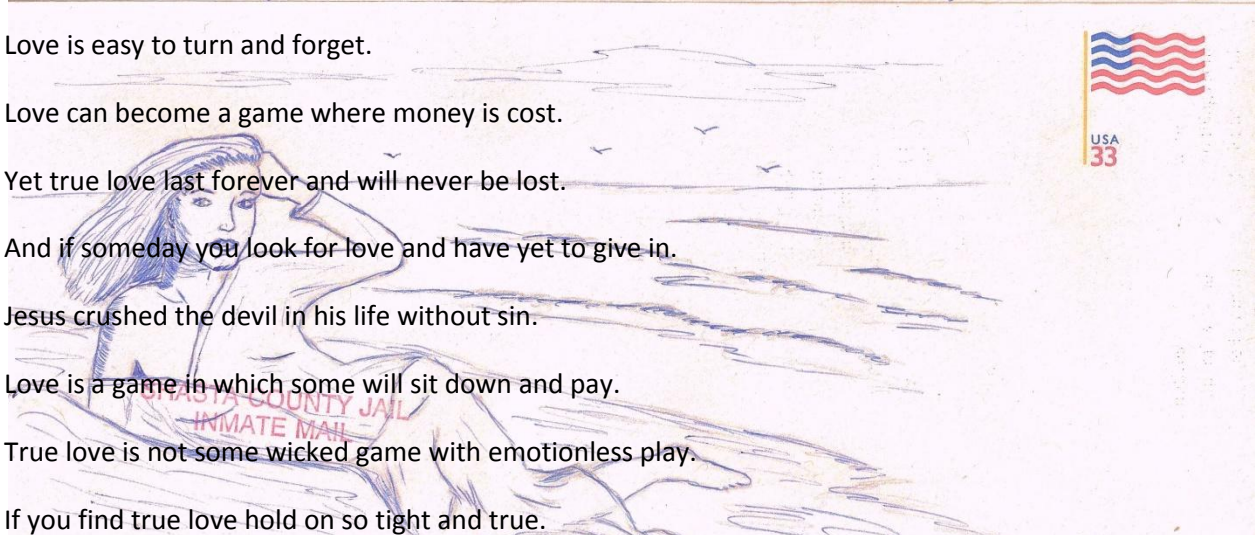 Love is easy to turn and forget.
USA
33
Love can become a game where money is cost.
Yet true love last forever and will never be lost.
And if someday you look for love and have yet to give in.
Jesus crushed the devil in his life without sin.
Love is a game in which some will sit down and pay.
SHASTA COUNTY JAIL
INMATE MAIL
True love is not some wicked game with emotionless play.
If you find true love hold on so tight and true.